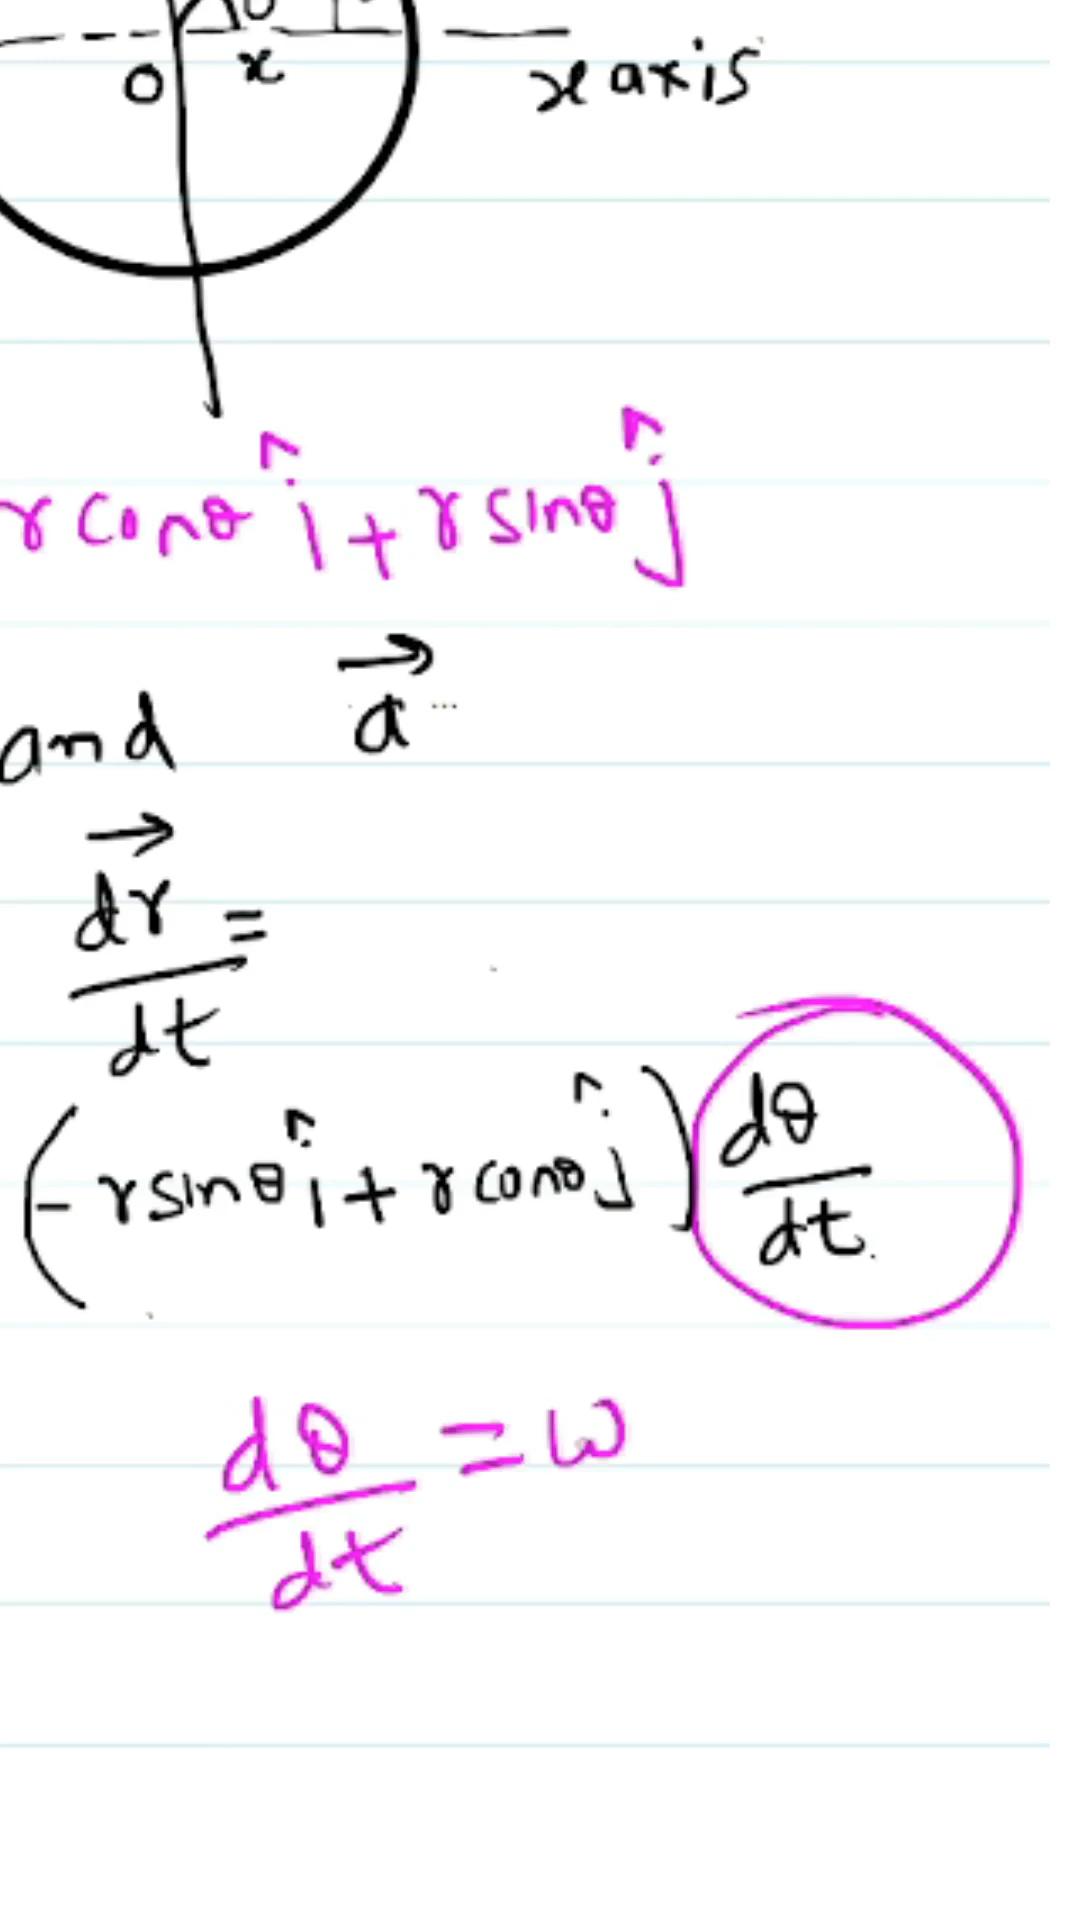 θ
O x x axis
r cosθ î + r sinθ ĵ
and a⃗
dr⃗/dt =
(- r sinθ î + r cosθ ĵ) dθ/dt
dθ/dt = ω